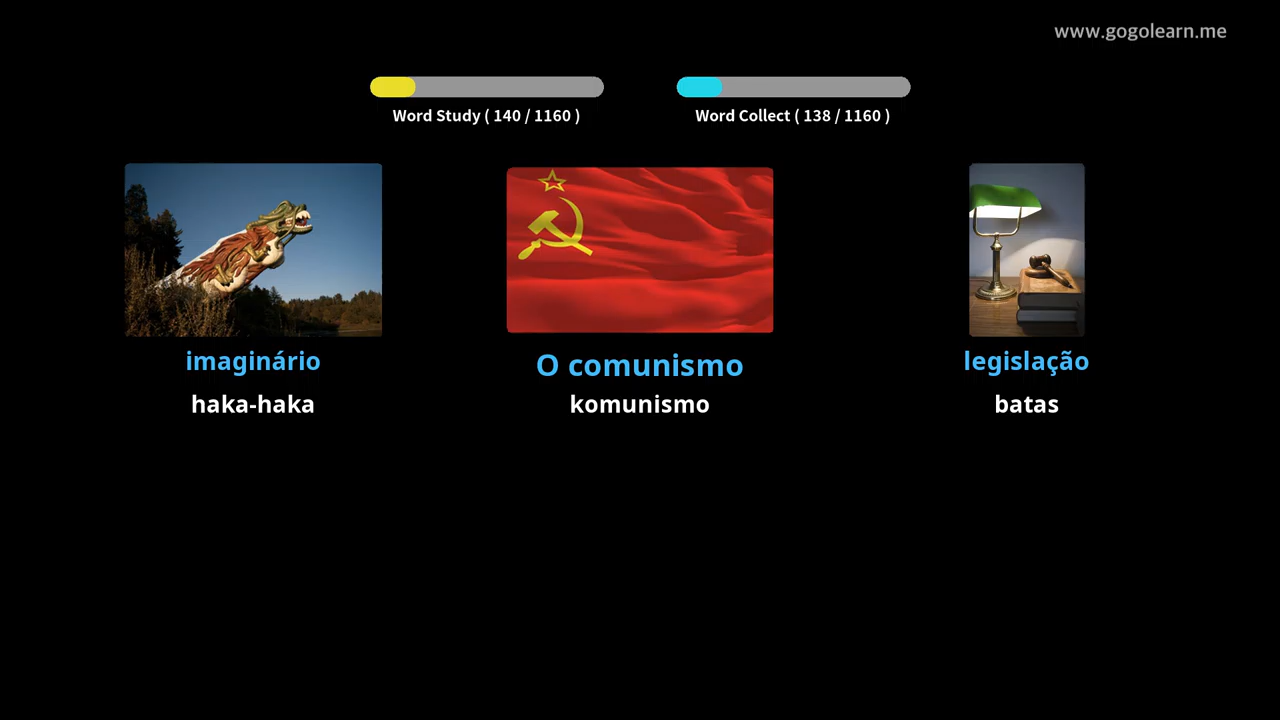 www.gogolearn.me
Word Study ( 140 / 1160 )
Word Collect ( 138 / 1160 )
imaginário
haka-haka
O comunismo
komunismo
legislação
batas